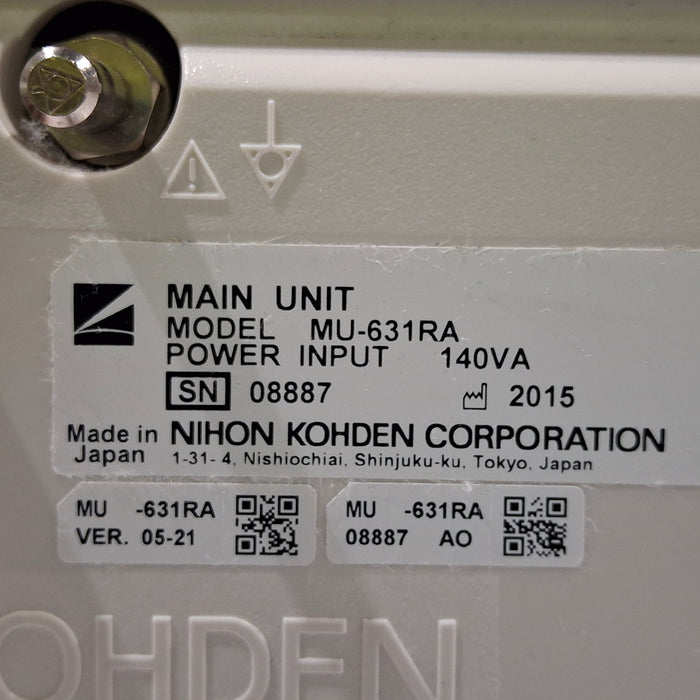 MAIN UNIT
MODEL MU-631RA
POWER INPUT 140VA
SN 08887 2015
Made in Japan NIHON KOHDEN CORPORATION
1-31-4, Nishiochiai, Shinjuku-ku, Tokyo, Japan
MU -631RA
VER. 05-21
MU -631RA
08887 AO
OHDEN